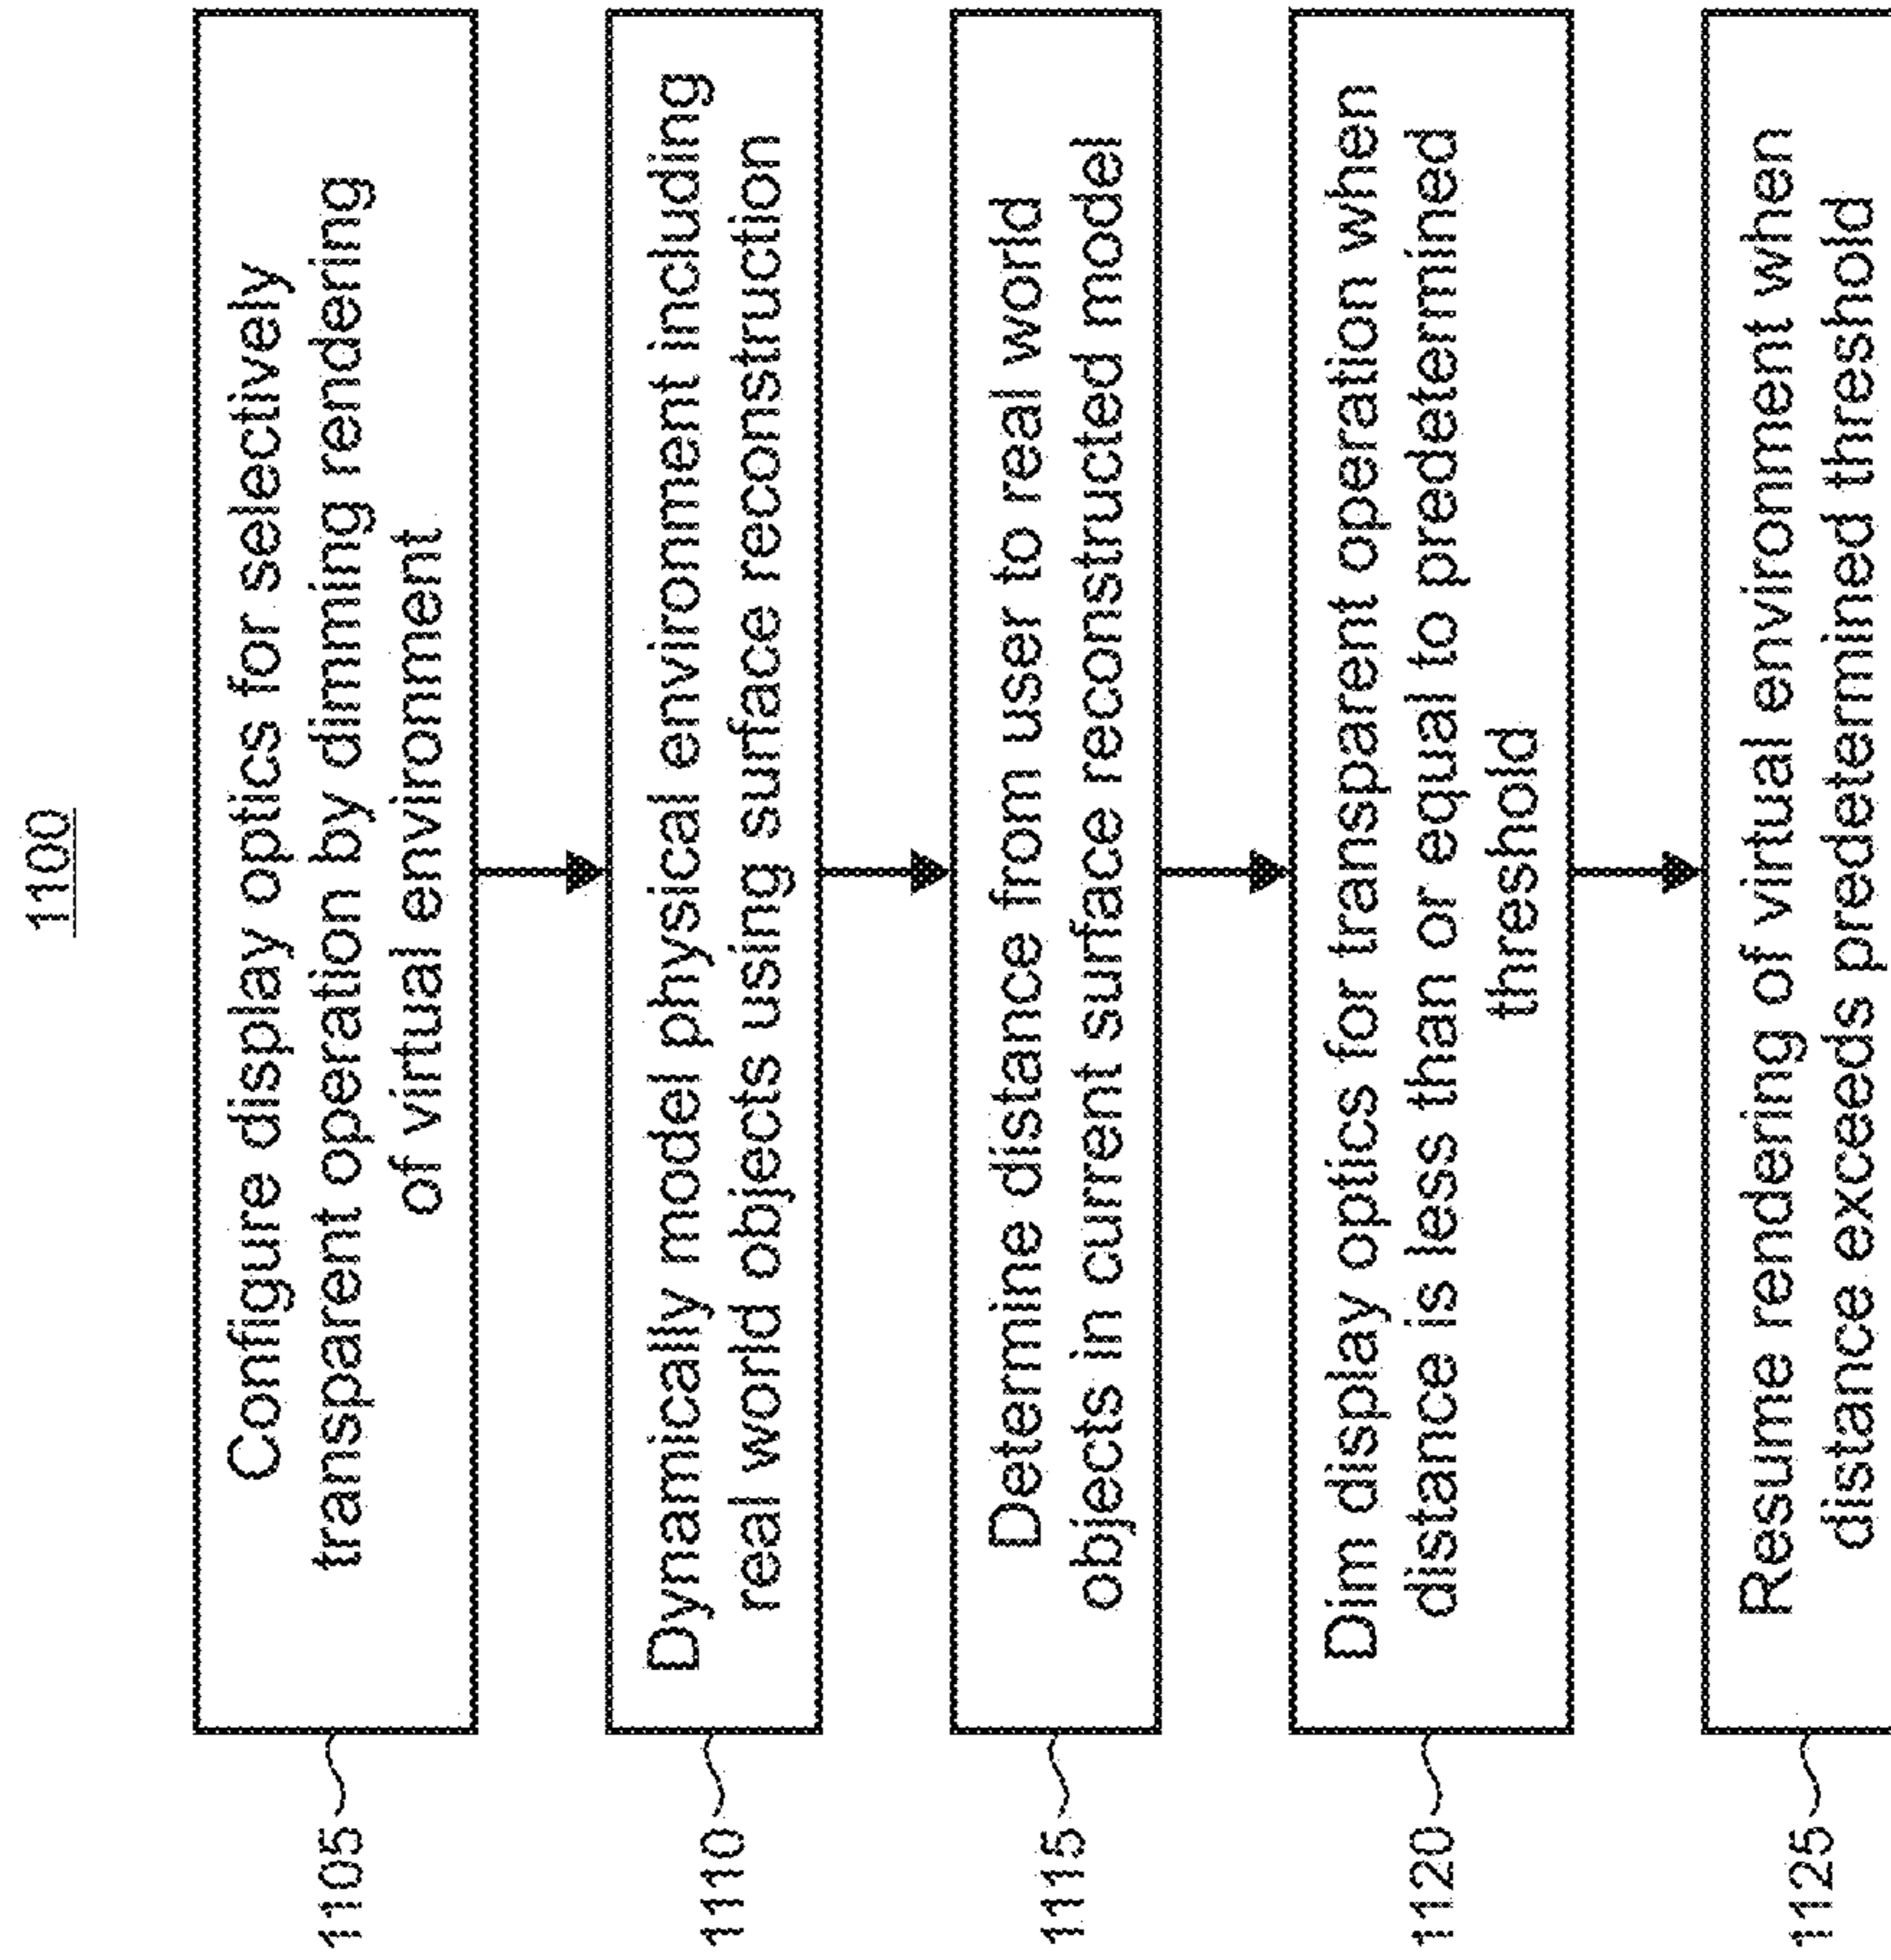 1100
1105
Configure display optics for selectively
transparent operation by dimming rendering
of virtual environment
1110
Dynamically model physical environment including
real world objects using surface reconstruction
1115
Determine distance from user to real world
objects in current surface reconstructed model
1120
Dim display optics for transparent operation when
distance is less than or equal to predetermined
threshold
1125
Resume rendering of virtual environment when
distance exceeds predetermined threshold